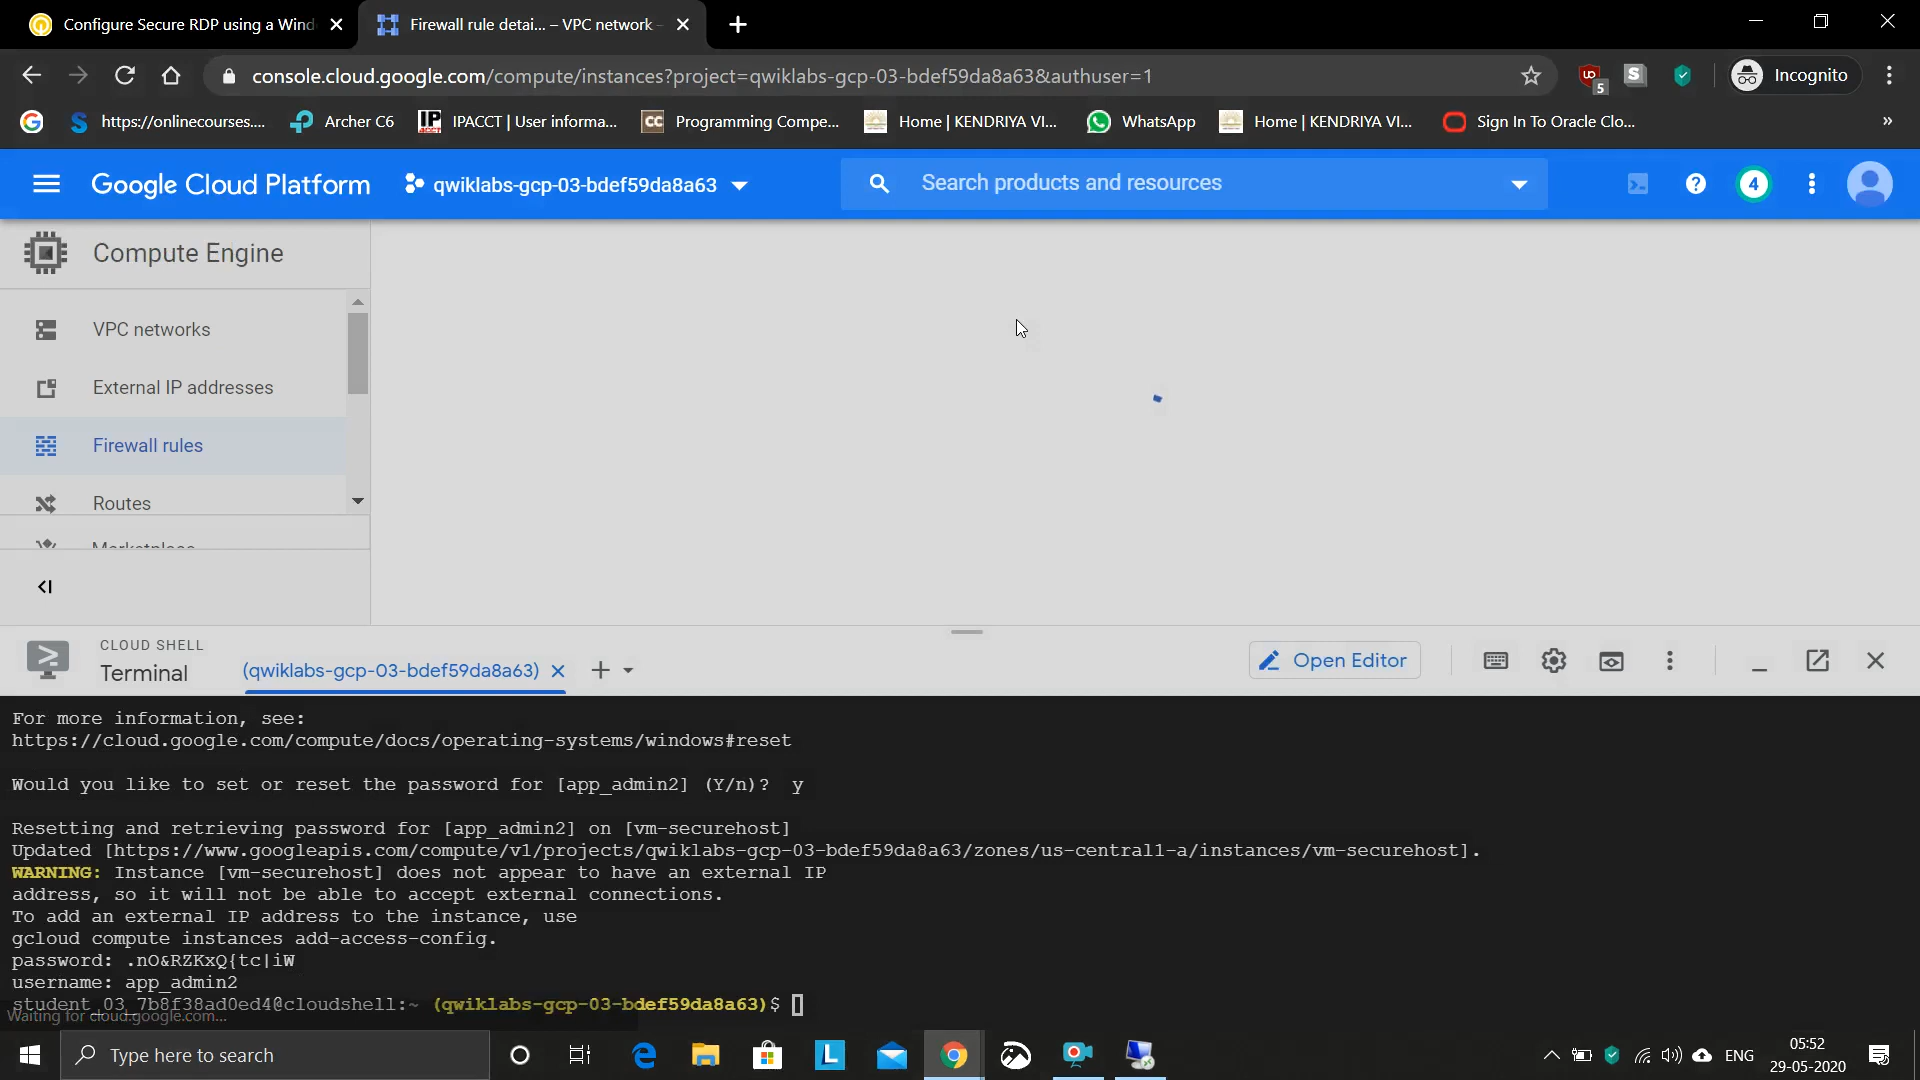 Configure Secure RDP using a Wind
Firewall rule detai... – VPC network -
console.cloud.google.com/compute/instances?project=qwiklabs-gcp-03-bdef59da8a63&authuser=1
5
S
Incognito
https://onlinecourses....
Archer C6
IP
IPACCT | User informa...
CC
Programming Compe...
Home | KENDRIYA VI...
WhatsApp
Home | KENDRIYA VI...
Sign In To Oracle Clo...
»
Google Cloud Platform
qwiklabs-gcp-03-bdef59da8a63
Search products and resources
4
Compute Engine
VPC networks
External IP addresses
Firewall rules
Routes
Marketplace
CLOUD SHELL
Terminal
(qwiklabs-gcp-03-bdef59da8a63)
Open Editor
For more information, see:
https://cloud.google.com/compute/docs/operating-systems/windows#reset
Would you like to set or reset the password for [app_admin2] (Y/n)?  y
Resetting and retrieving password for [app_admin2] on [vm-securehost]
Updated [https://www.googleapis.com/compute/v1/projects/qwiklabs-gcp-03-bdef59da8a63/zones/us-central1-a/instances/vm-securehost].
WARNING: Instance [vm-securehost] does not appear to have an external IP
address, so it will not be able to accept external connections.
To add an external IP address to the instance, use
gcloud compute instances add-access-config.
password: .nO&RZKxQ{tc|iW
username: app_admin2
student_03_7b8f38ad0ed4@cloudshell:~ (qwiklabs-gcp-03-bdef59da8a63)$
Waiting for cloud.google.com...
Type here to search
L
ENG
05:52
29-05-2020